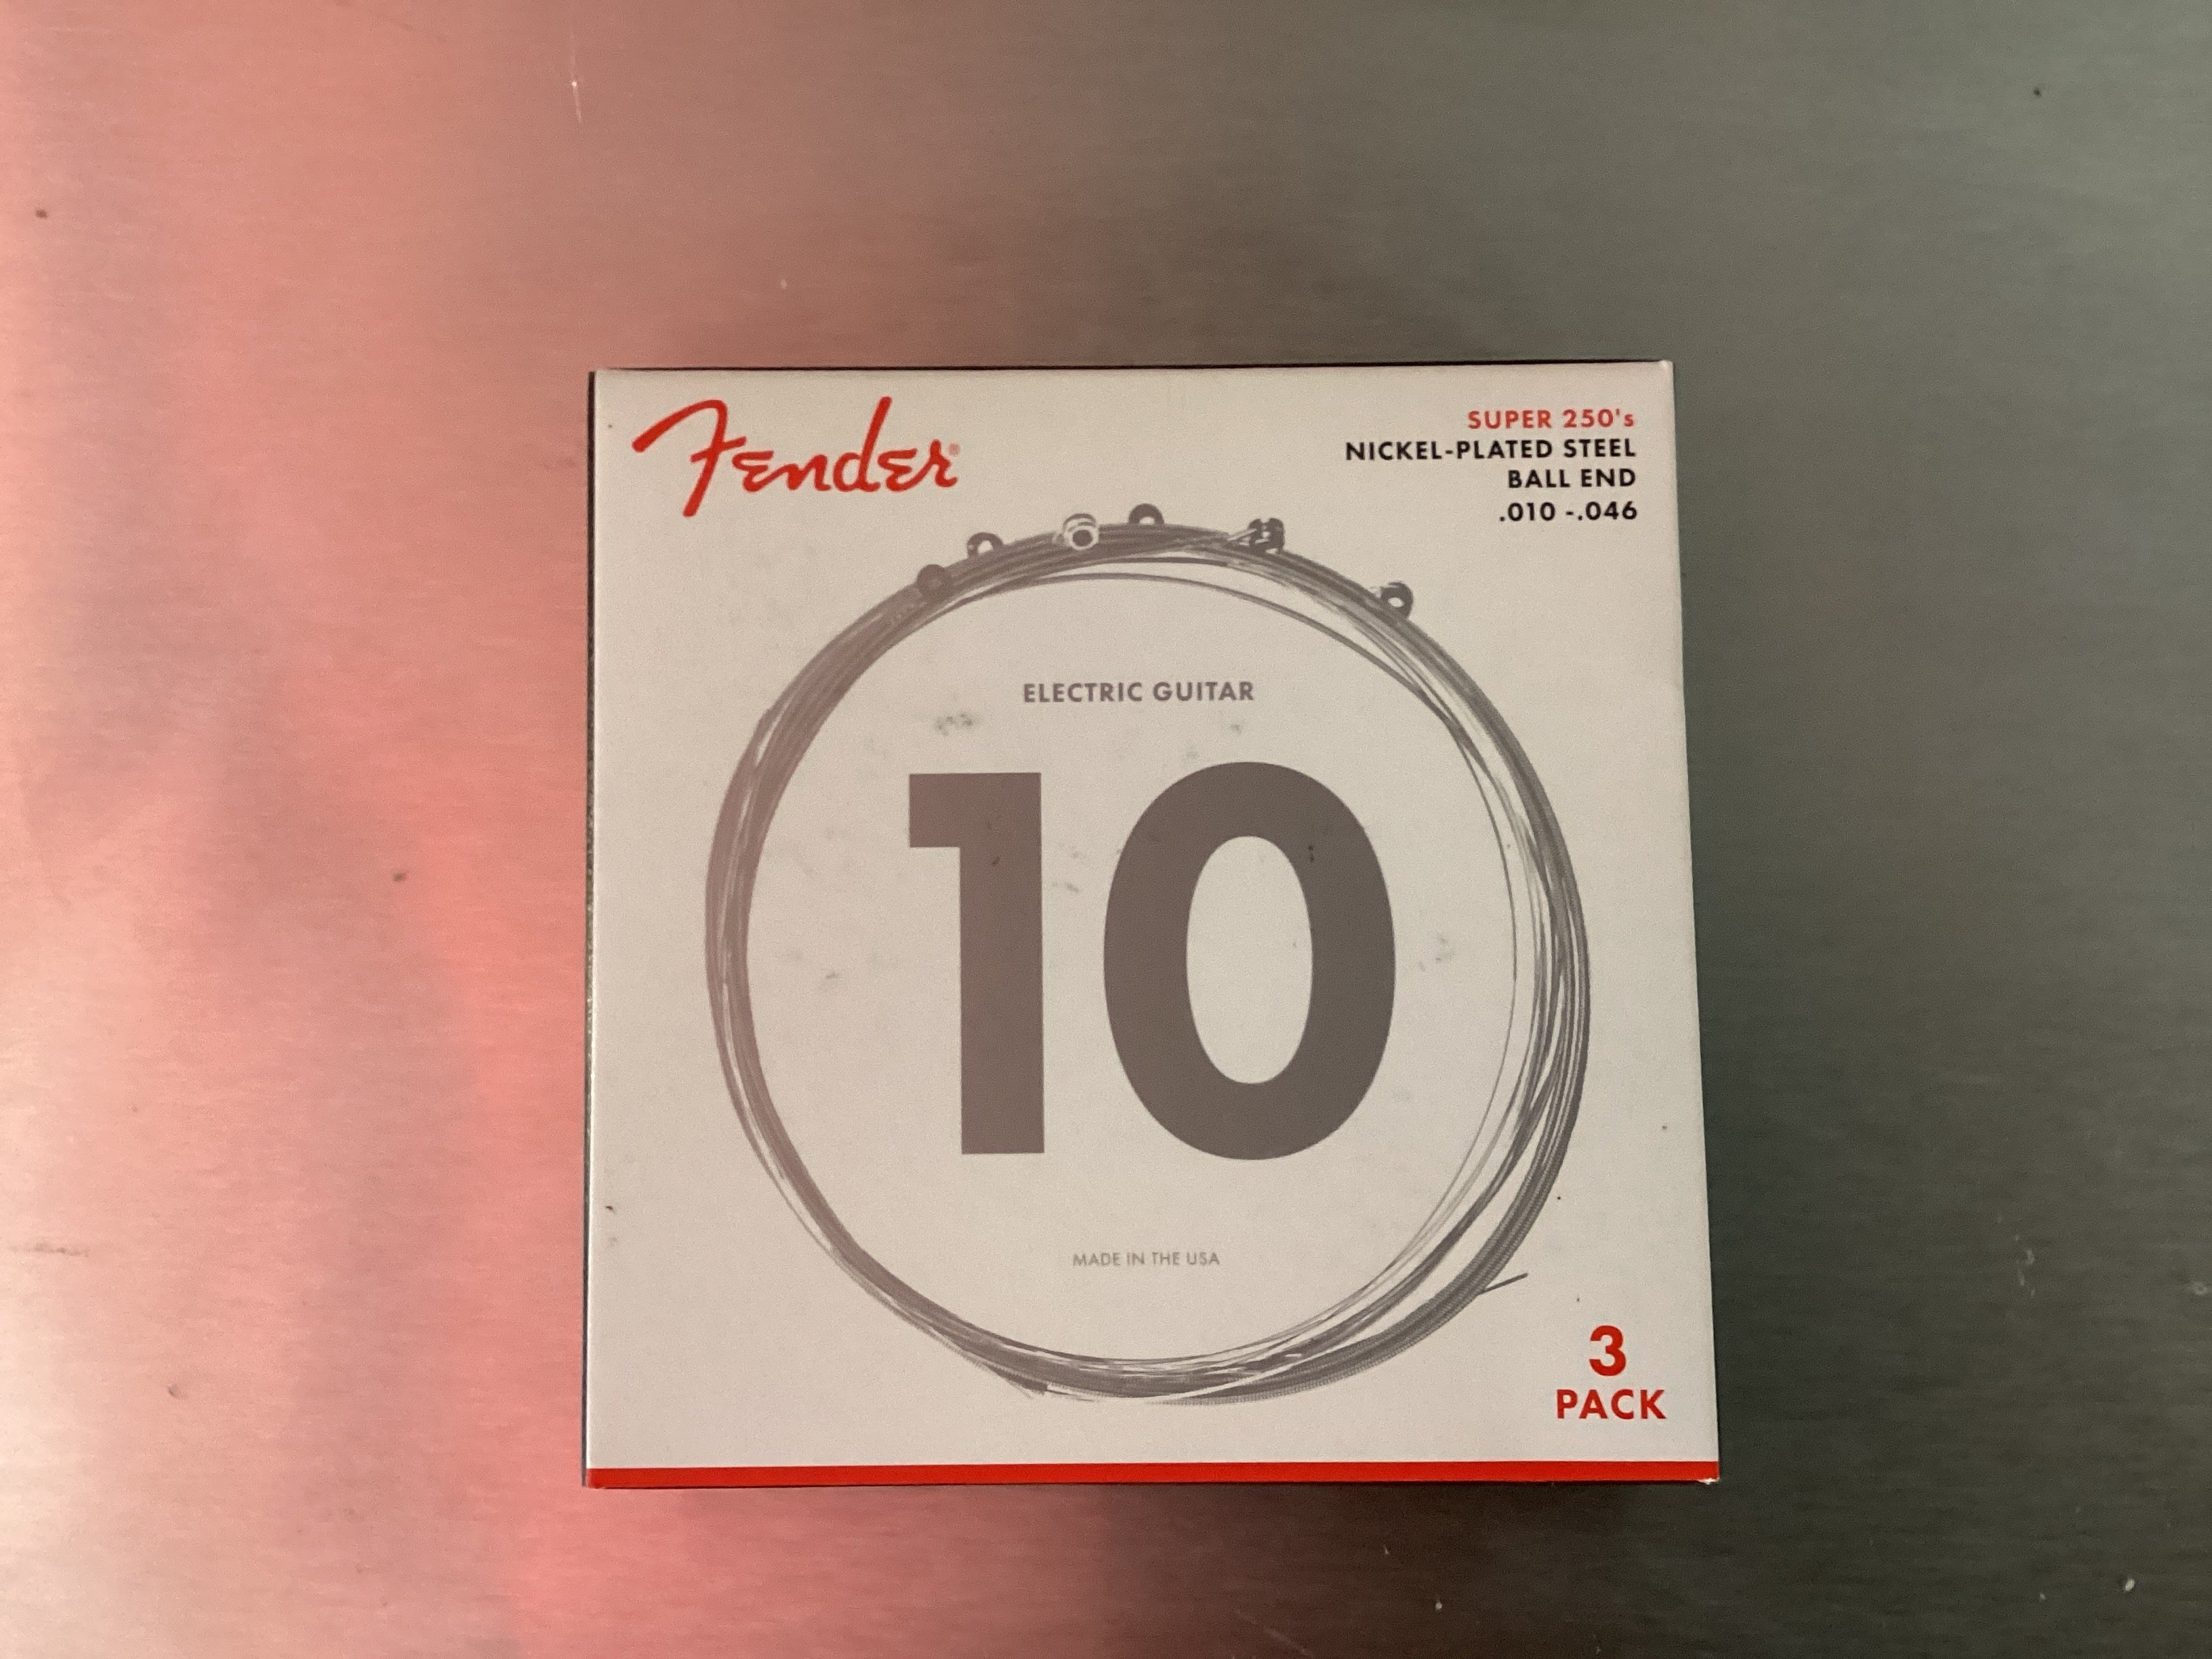 Fender®
SUPER 250's
NICKEL-PLATED STEEL
BALL END
.010 -.046
ELECTRIC GUITAR
10
MADE IN THE USA
3
PACK